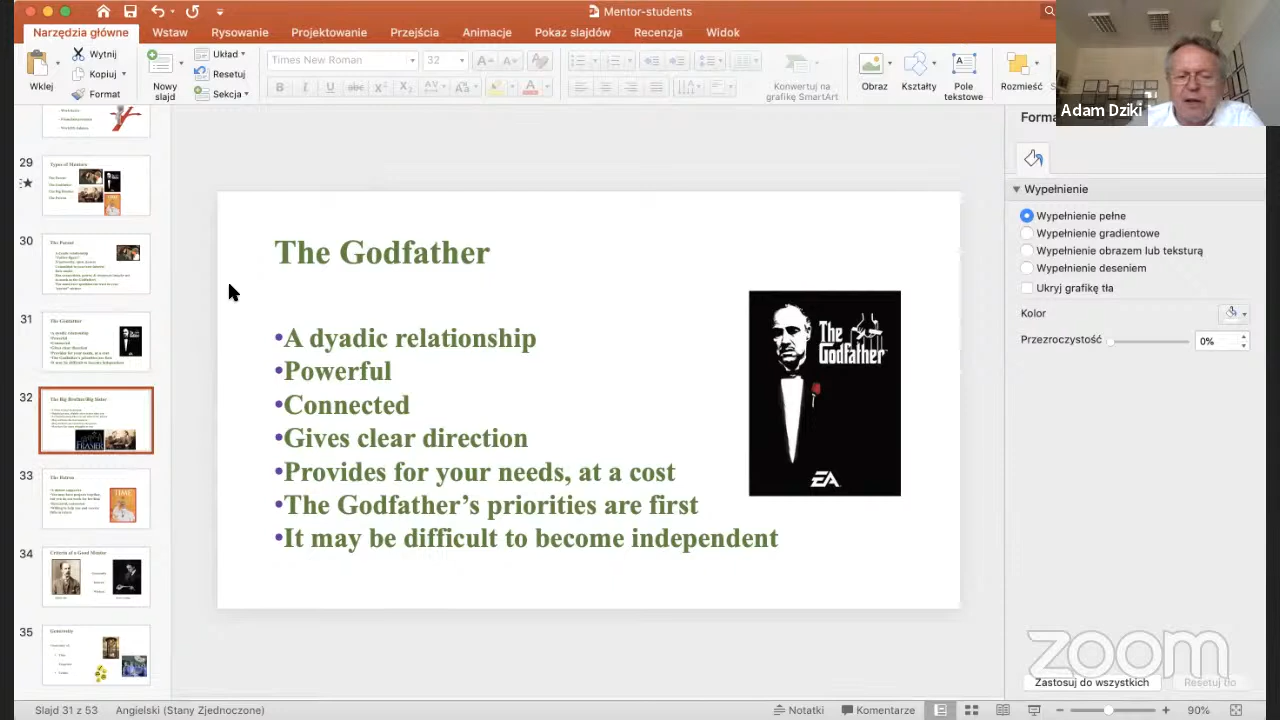 Mentor-students
Narzędzia główne Wstaw Rysowanie Projektowanie Przejścia Animacje Pokaz slajdów Recenzja Widok
Wklej
Wytnij
Kopiuj
Format
Nowy slajd
Układ
Resetuj
Sekcja
Times New Roman 32
Konwertuj na grafikę SmartArt
Obraz
Kształty
Pole tekstowe
Rozmieść
Adam Dziki
29
Types of Mentors
The Parent
The Godfather
The Patron
30
The Parent
31
The Godfather
32
The Big Brother/Big Sister
33
The Patron
TIME
34
Criteria of a Good Mentor
35
Generosity
The Godfather
•A dyadic relationship
•Powerful
•Connected
•Gives clear direction
•Provides for your needs, at a cost
•The Godfather's priorities are first
•It may be difficult to become independent
The Godfather
EA
Wypełnienie
Wypełnienie pełne
Wypełnienie gradientowe
Wypełnienie obrazem lub teksturą
Wypełnienie deseniem
Ukryj grafikę tła
Kolor
Przezroczystość 0%
zoom
Zastosuj do wszystkich
Slajd 31 z 53 Angielski (Stany Zjednoczone) Notatki Komentarze 90%